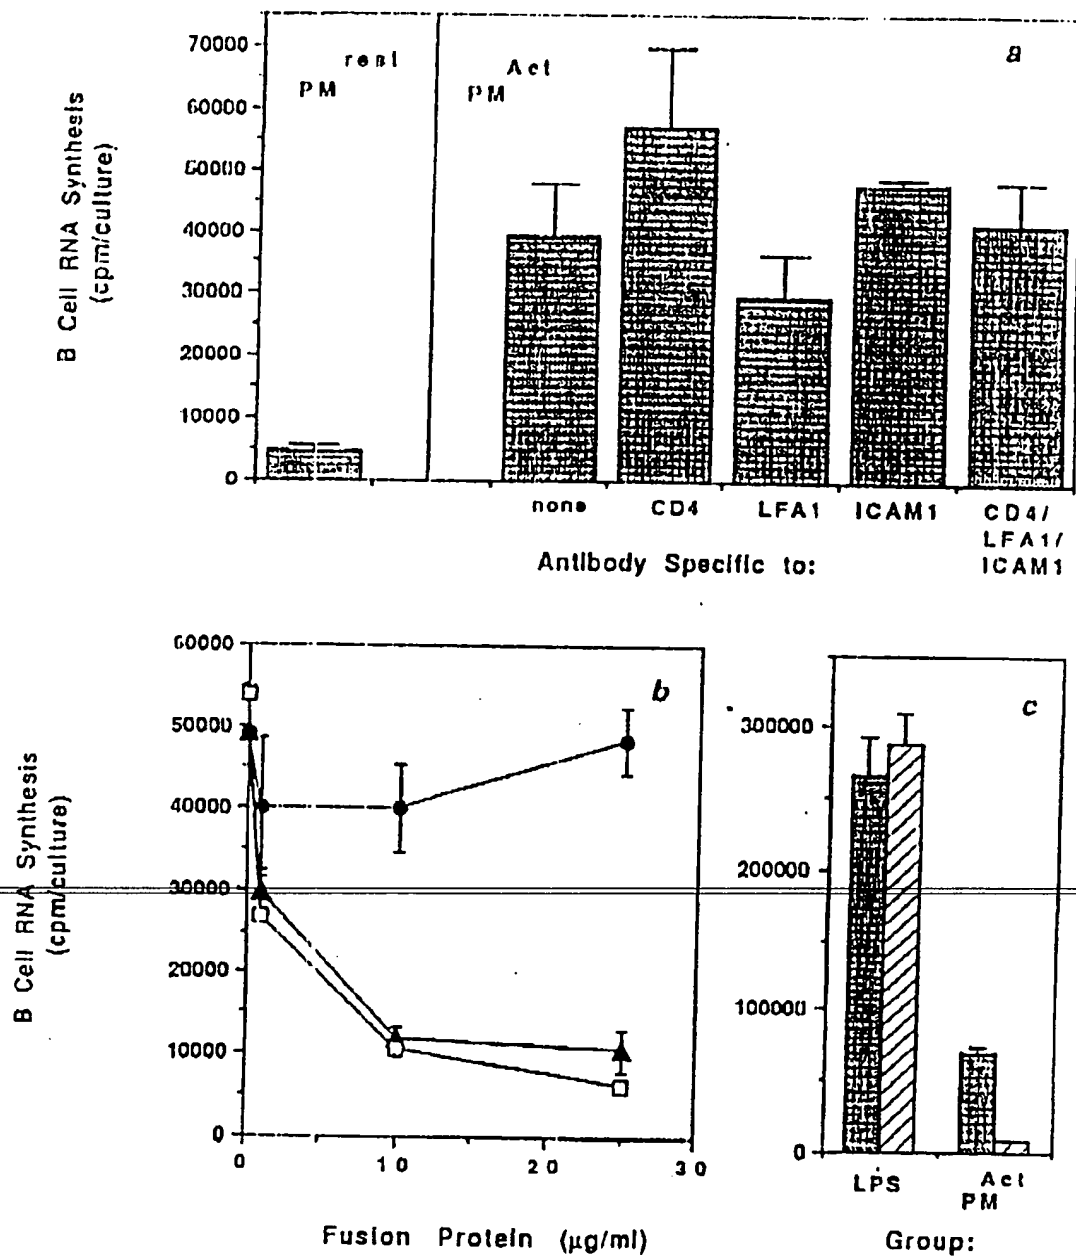 B Cell RNA Synthesis
(cpm/culture)
70000
60000
50000
40000
30000
20000
10000
0
PM rest
PM Act
a
none CD4 LFA1 ICAM1 CD4/
LFA1/
ICAM1
Antibody Specific to:
B Cell RNA Synthesis
(cpm/culture)
60000
50000
40000
30000
20000
10000
0
b
0 10 20 30
Fusion Protein (µg/ml)
c
300000
200000
100000
0
LPS PM Act
Group: